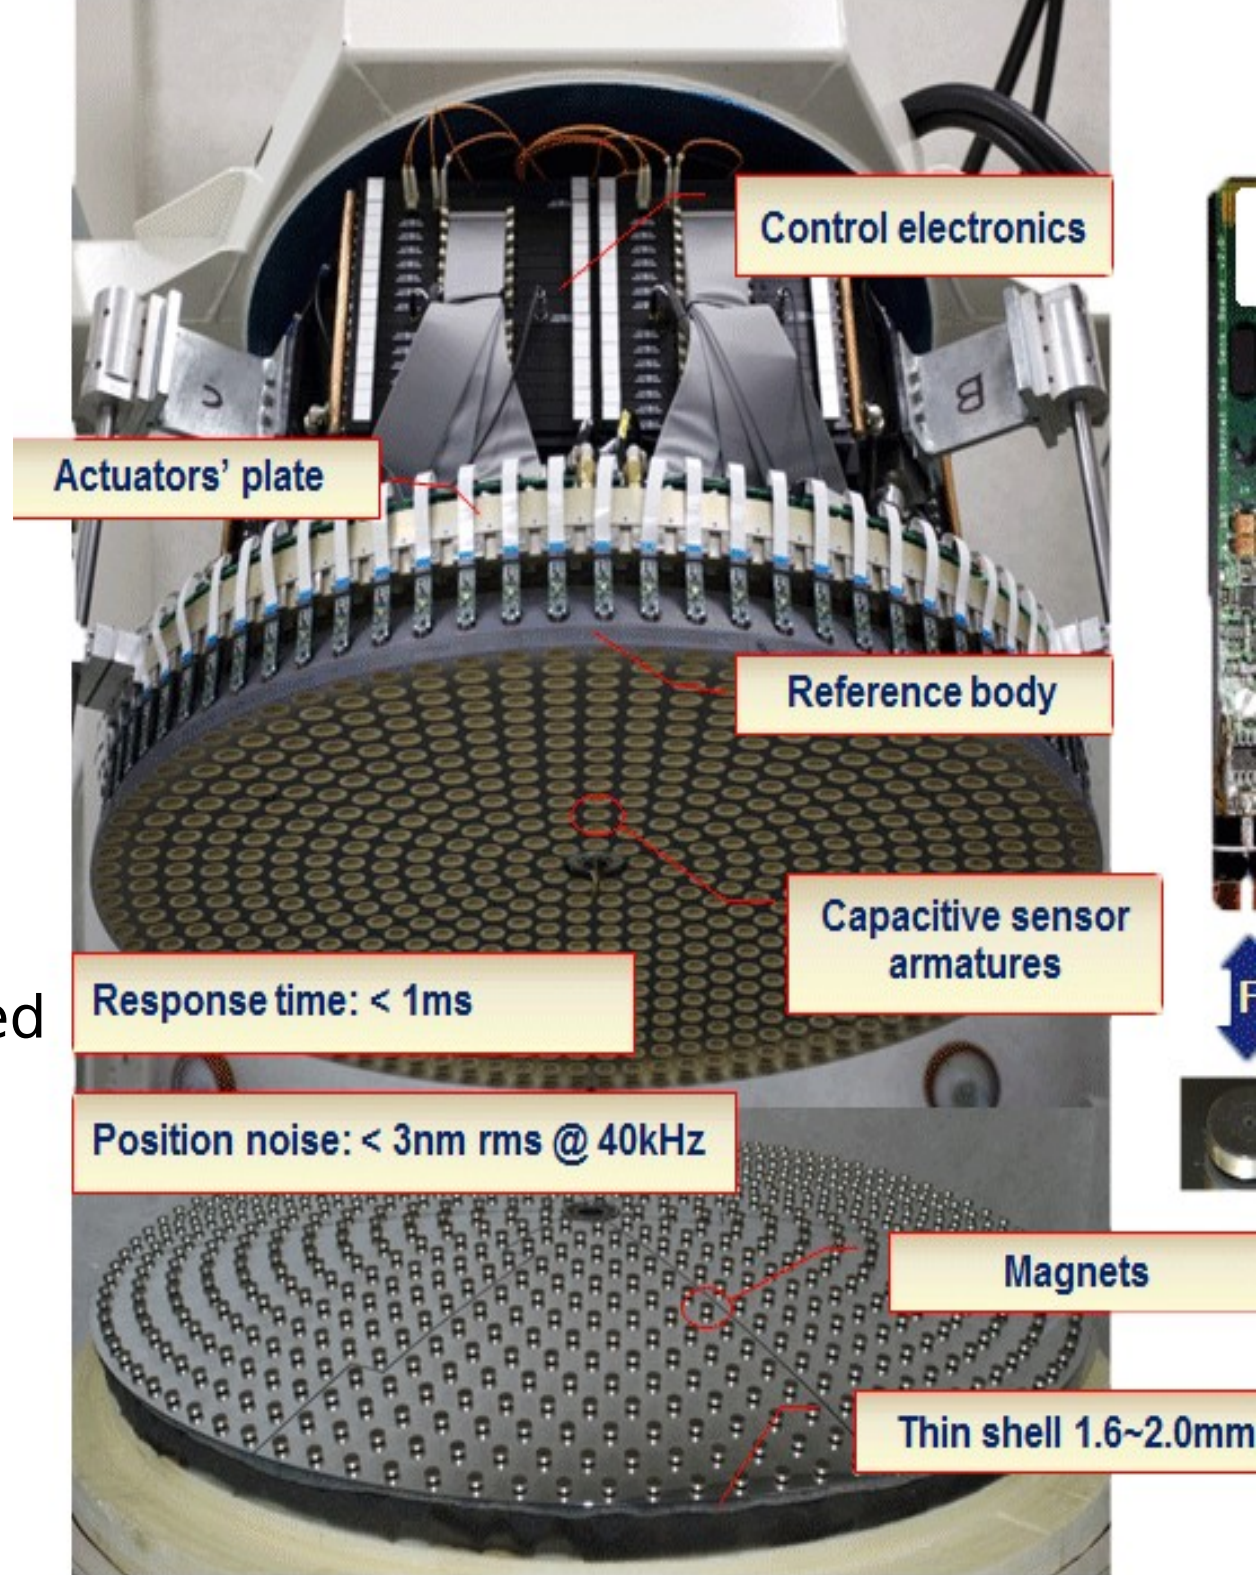 Control electronics
Actuators' plate
Reference body
Capacitive sensor
armatures
ed
Response time: < 1ms
F
Position noise: < 3nm rms @ 40kHz
Magnets
Thin shell 1.6~2.0mm
C
B